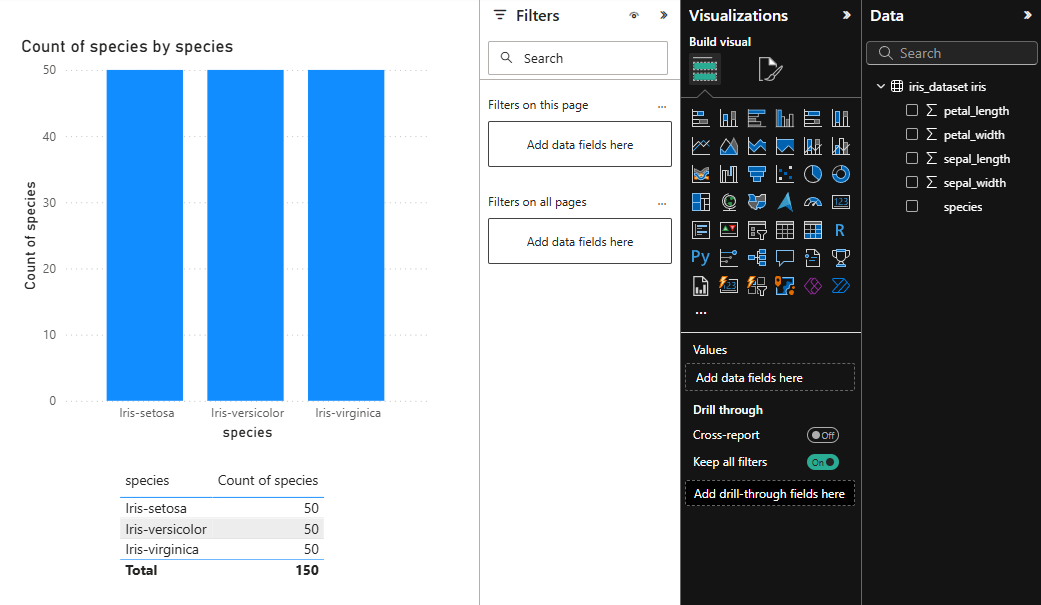 Count of species by species
50
40
30
20
10
0
Count of species
Iris-setosa Iris-versicolor Iris-virginica
species
species Count of species
Iris-setosa 50
Iris-versicolor 50
Iris-virginica 50
Total 150
Filters
Search
Filters on this page ...
Add data fields here
Filters on all pages ...
Add data fields here
Visualizations
Build visual
123
R
Py
123
...
Values
Add data fields here
Drill through
Cross-report Off
Keep all filters On
Add drill-through fields here
Data
Search
iris_dataset iris
∑ petal_length
∑ petal_width
∑ sepal_length
∑ sepal_width
species